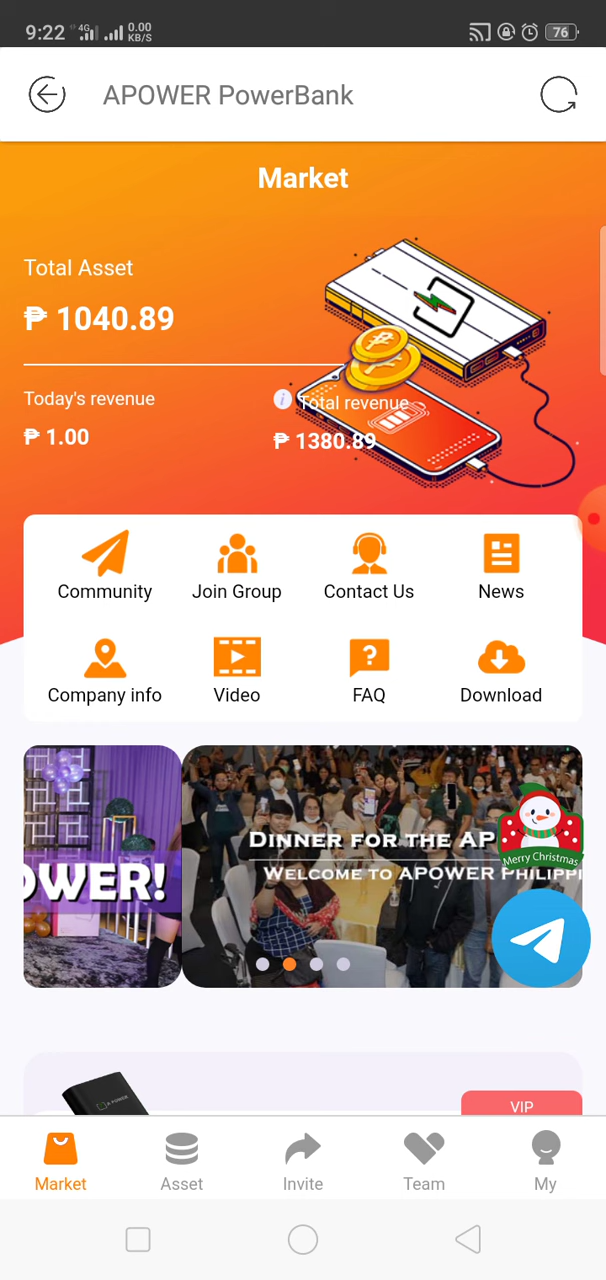 9:22 4G 0.00 KB/S 76
APOWER PowerBank
Market
Total Asset
₱ 1040.89
Today's revenue
i Total revenue
₱ 1.00
₱ 1380.89
Community Join Group Contact Us News
Company info Video FAQ Download
OWER!
DINNER FOR THE AP
WELCOME TO APOWER PHILIPPI
Merry Christmas
A POWER
VIP
Market Asset Invite Team My